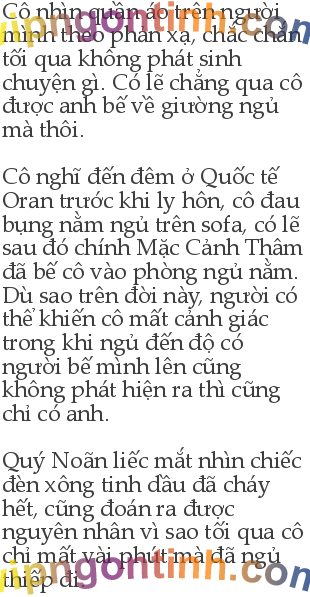 Cô nhìn quần áo trên người
mình theo phản xạ, chắc chắn
tối qua không phát sinh
chuyện gì. Có lẽ chẳng qua cô
được anh bế về giường ngủ
mà thôi.
Cô nghĩ đến đêm ở Quốc tế
Oran trước khi ly hôn, cô đau
bụng nằm ngủ trên sofa, có lẽ
sau đó chính Mặc Cảnh Thâm
đã bế cô vào phòng ngủ nằm.
Dù sao trên đời này, người có
thể khiến cô mất cảnh giác
trong khi ngủ đến độ có
người bế mình lên cũng
không phát hiện ra thì cũng
chỉ có anh.
Quý Noãn liếc mắt nhìn chiếc
đèn xông tinh dầu đã cháy
hết, cũng đoán ra được
nguyên nhân vì sao tối qua cô
chỉ mất vài phút mà đã ngủ
thiếp đi.
vipngontinh.com
vipngontinh.com